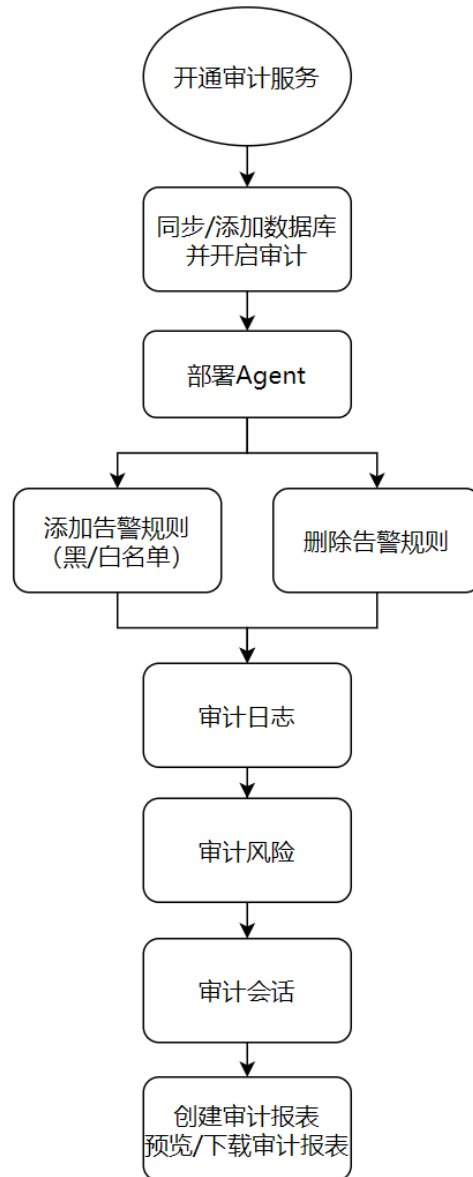 开通审计服务
同步/添加数据库
并开启审计
部署Agent
添加告警规则
（黑/白名单）
删除告警规则
审计日志
审计风险
审计会话
创建审计报表
预览/下载审计报表